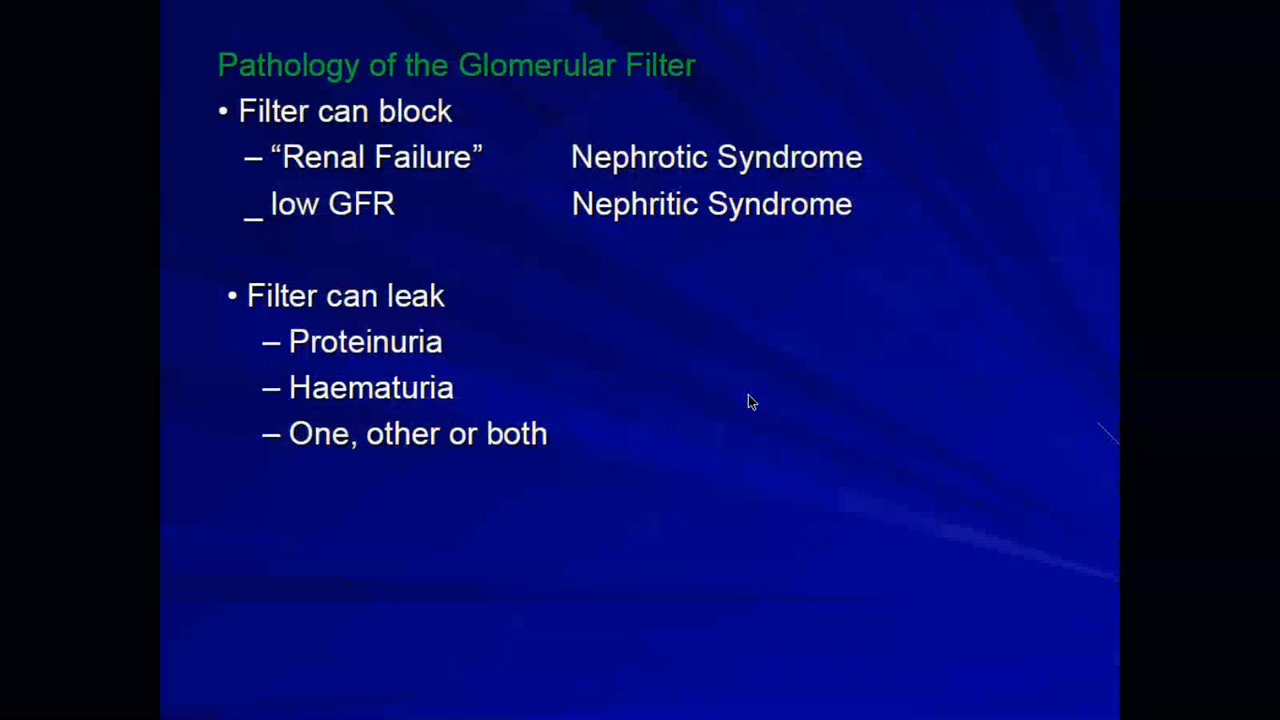 Pathology of the Glomerular Filter
• Filter can block
– “Renal Failure” Nephrotic Syndrome
_ low GFR Nephritic Syndrome
• Filter can leak
– Proteinuria
– Haematuria
– One, other or both